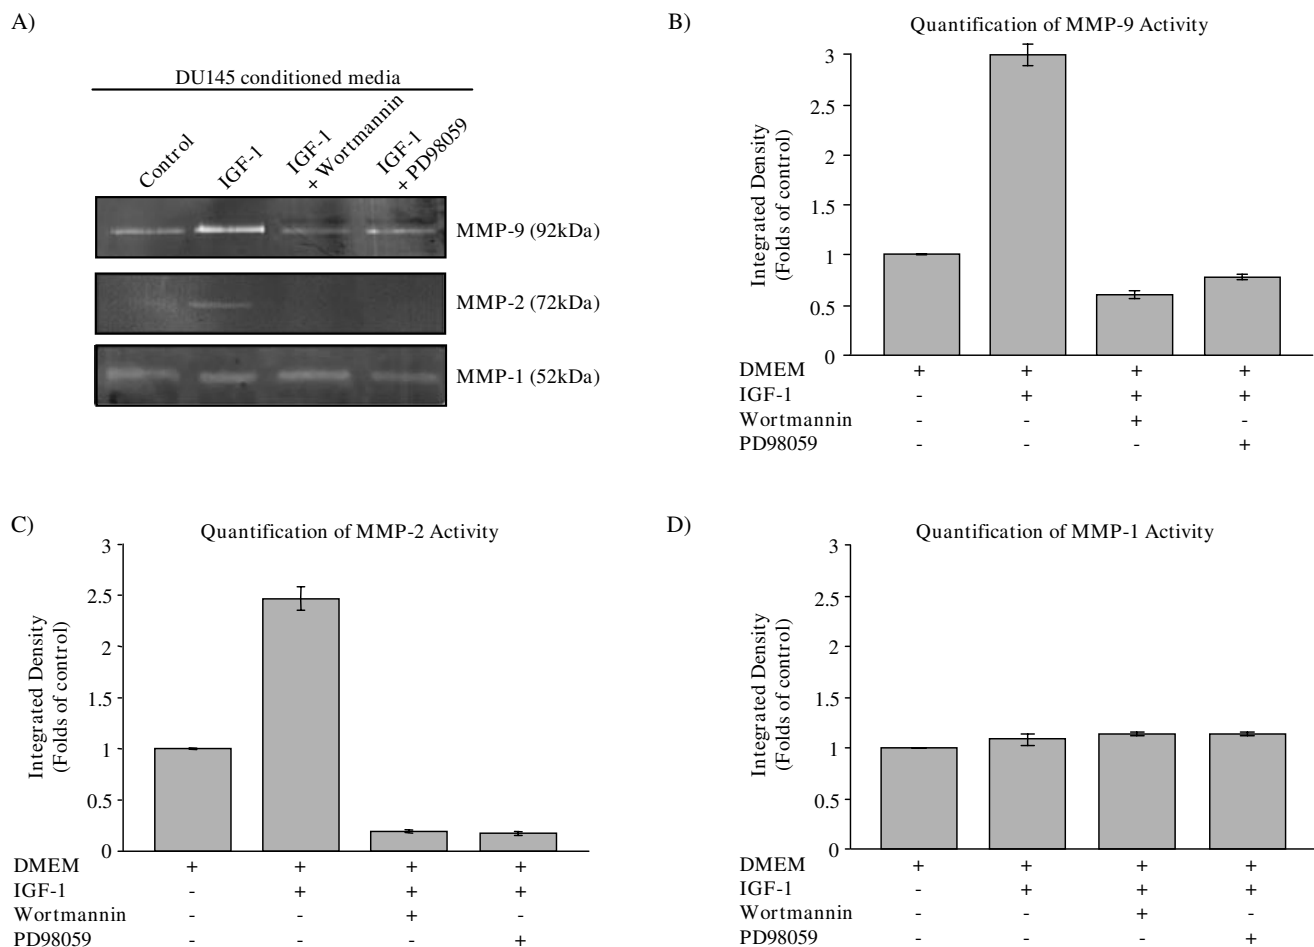 A)
DU145 conditioned media
Control
IGF-1
IGF-1
+ Wortmannin
IGF-1
+ PD98059
MMP-9 (92kDa)
MMP-2 (72kDa)
MMP-1 (52kDa)
B)
Quantification of MMP-9 Activity
Integrated Density
(Folds of control)
3
2.5
2
1.5
1
0.5
0
DMEM + + + +
IGF-1 - + + +
Wortmannin - - + -
PD98059 - - - +
C)
Quantification of MMP-2 Activity
Integrated Density
(Folds of control)
3
2.5
2
1.5
1
0.5
0
DMEM + + + +
IGF-1 - + + +
Wortmannin - - + -
PD98059 - - - +
D)
Quantification of MMP-1 Activity
Integrated Density
(Folds of control)
3
2.5
2
1.5
1
0.5
0
DMEM + + + +
IGF-1 - + + +
Wortmannin - - + -
PD98059 - - - +